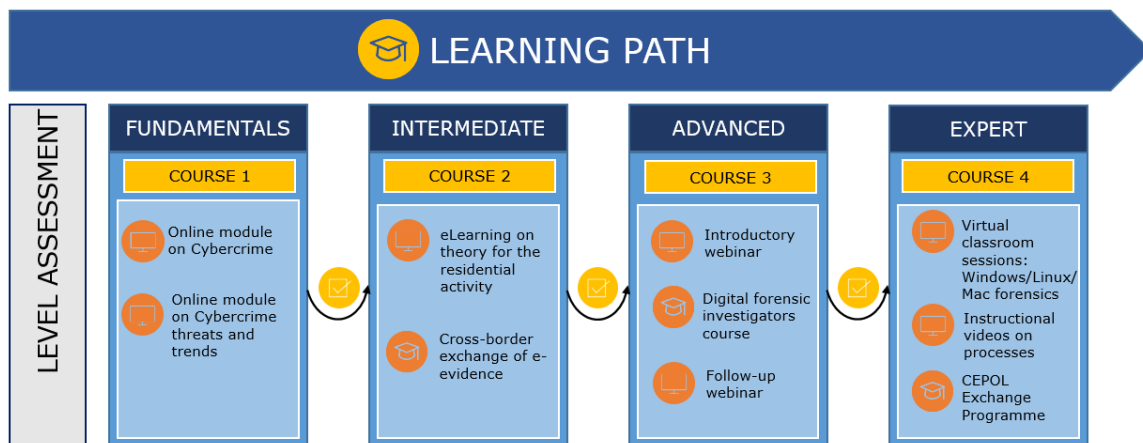 LEARNING PATH
LEVEL ASSESSMENT
FUNDAMENTALS
COURSE 1
Online module
on Cybercrime
Online module
on Cybercrime
threats and
trends
INTERMEDIATE
COURSE 2
eLearning on
theory for the
residential
activity
Cross-border
exchange of e-
evidence
ADVANCED
COURSE 3
Introductory
webinar
Digital forensic
investigators
course
Follow-up
webinar
EXPERT
COURSE 4
Virtual
classroom
sessions:
Windows/Linux/
Mac forensics
Instructional
videos on
processes
CEPOL
Exchange
Programme